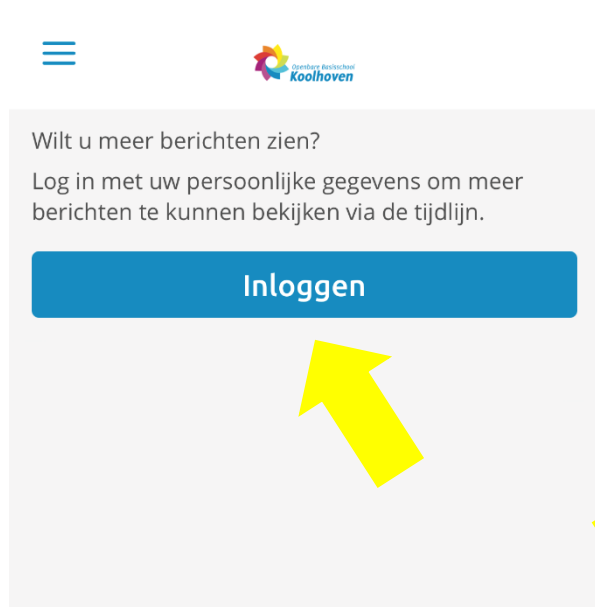 Openbare Basisschool
Koolhoven
Wilt u meer berichten zien?
Log in met uw persoonlijke gegevens om meer
berichten te kunnen bekijken via de tijdlijn.
Inloggen